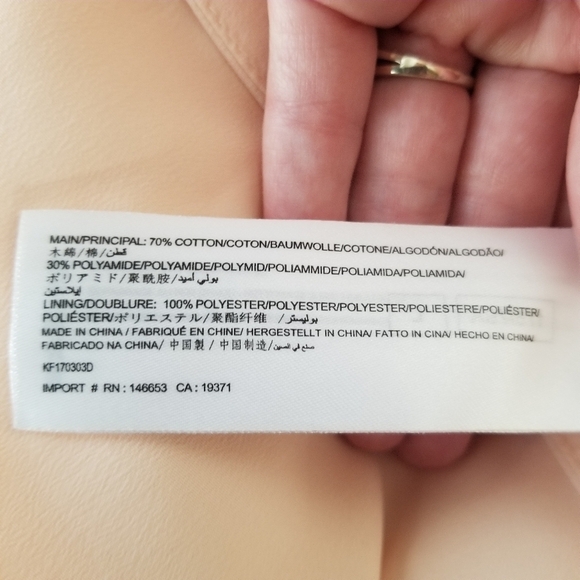 MAIN/PRINCIPAL: 70% COTTON/COTON/BAUMWOLLE/COTONE/ALGODÓN/ALGODÃO/
木綿/棉/قطن
30% POLYAMIDE/POLYAMIDE/POLYMID/POLIAMMIDE/POLIAMIDA/POLIAMIDA/
ポリアミド/聚酰胺/بولي أميد/
إيلاستين
LINING/DOUBLURE: 100% POLYESTER/POLYESTER/POLYESTER/POLIESTERE/POLIÉSTER/
POLIÉSTER/ポリエステル/聚酯纤维 /بوليستر
MADE IN CHINA / FABRIQUÉ EN CHINE/ HERGESTELLT IN CHINA/ FATTO IN CINA/ HECHO EN CHINA/
FABRICADO NA CHINA/ 中国製 / 中国制造/صنع في الصين
KF170303D
IMPORT # RN : 146653 CA : 19371